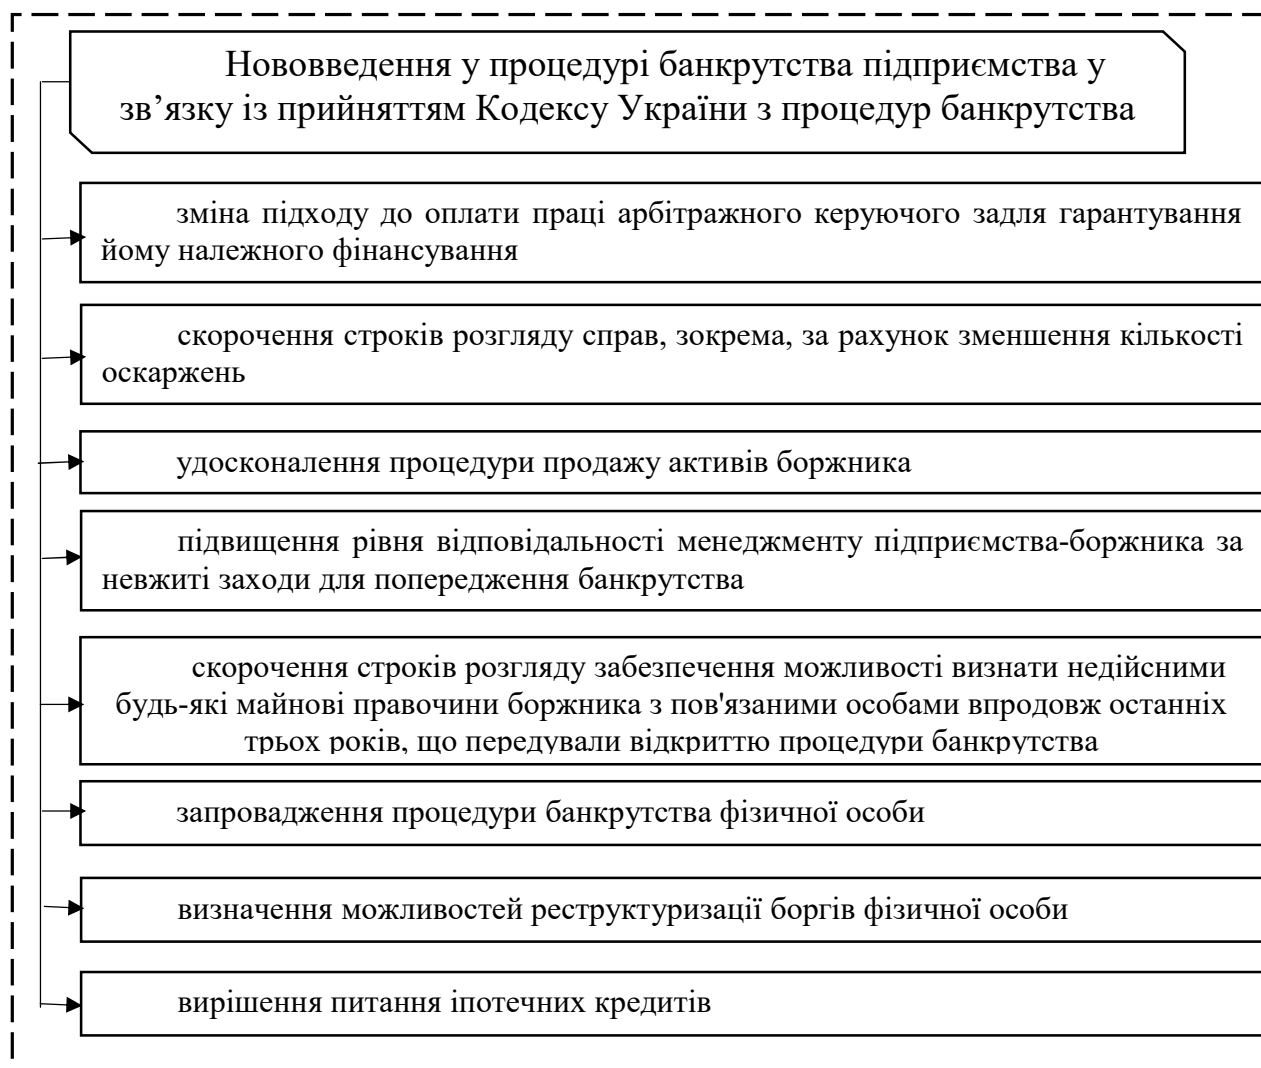 Нововведення у процедурі банкрутства підприємства у
зв’язку із прийняттям Кодексу України з процедур банкрутства
зміна підходу до оплати праці арбітражного керуючого задля гарантування
йому належного фінансування
скорочення строків розгляду справ, зокрема, за рахунок зменшення кількості
оскаржень
удосконалення процедури продажу активів боржника
підвищення рівня відповідальності менеджменту підприємства-боржника за
невжиті заходи для попередження банкрутства
скорочення строків розгляду забезпечення можливості визнати недійсними
будь-які майнові правочини боржника з пов'язаними особами впродовж останніх
трьох років, що передували відкриттю процедури банкрутства
запровадження процедури банкрутства фізичної особи
визначення можливостей реструктуризації боргів фізичної особи
вирішення питання іпотечних кредитів